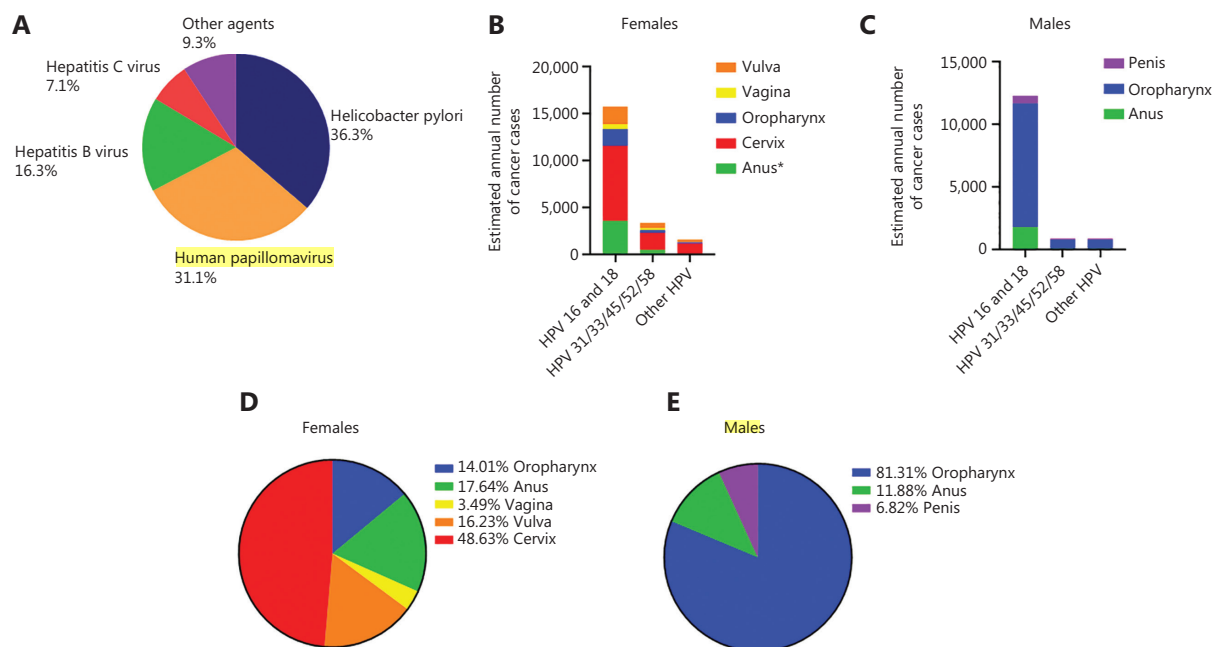 A
Other agents
9.3%
Hepatitis C virus
7.1%
Helicobacter pylori
36.3%
Hepatitis B virus
16.3%
Human papillomavirus
31.1%
B
Females
Estimated annual number
of cancer cases
20,000
15,000
10,000
5,000
0
HPV 16 and 18
HPV 31/33/45/52/58
Other HPV
Vulva
Vagina
Oropharynx
Cervix
Anus*
C
Males
Estimated annual number
of cancer cases
15,000
10,000
5,000
0
HPV 16 and 18
HPV 31/33/45/52/58
Other HPV
Penis
Oropharynx
Anus
D
Females
14.01% Oropharynx
17.64% Anus
3.49% Vagina
16.23% Vulva
48.63% Cervix
E
Males
81.31% Oropharynx
11.88% Anus
6.82% Penis